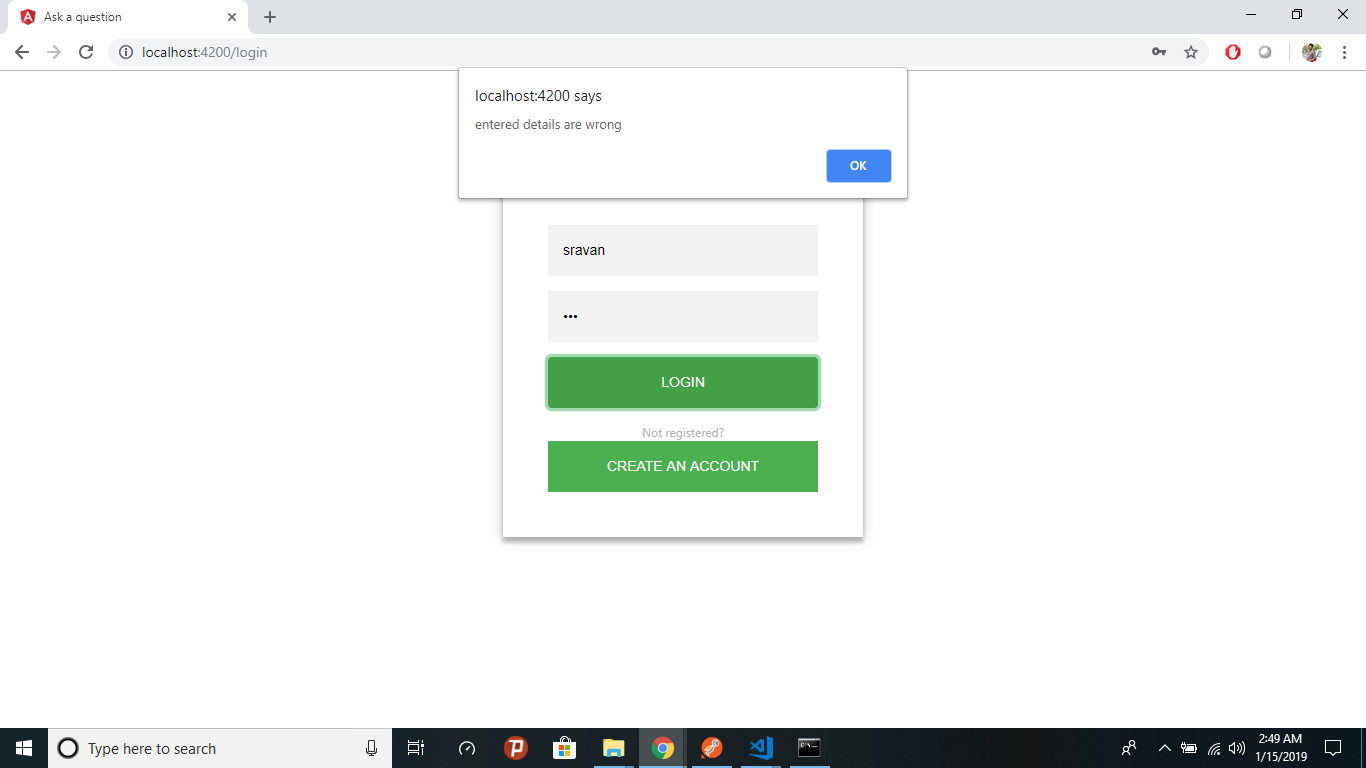 Ask a question
localhost:4200/login
localhost:4200 says
entered details are wrong
OK
sravan
•••
LOGIN
Not registered?
CREATE AN ACCOUNT
Type here to search
2:49 AM
1/15/2019